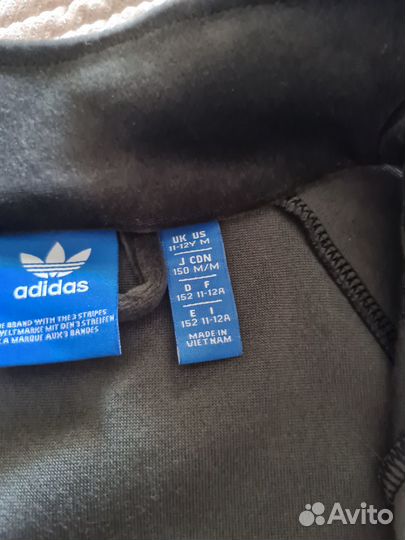 adidas
BRAND WITH THE 3 STRIPES
WELTMARKE MIT DEN 3 STREIFEN
LA MARQUE AUX 3 BANDES
UK US
11-12Y M
J CDN
150 M/M
D F
152 11-12A
E I
152 11-12A
MADE IN
VIETNAM
Avito